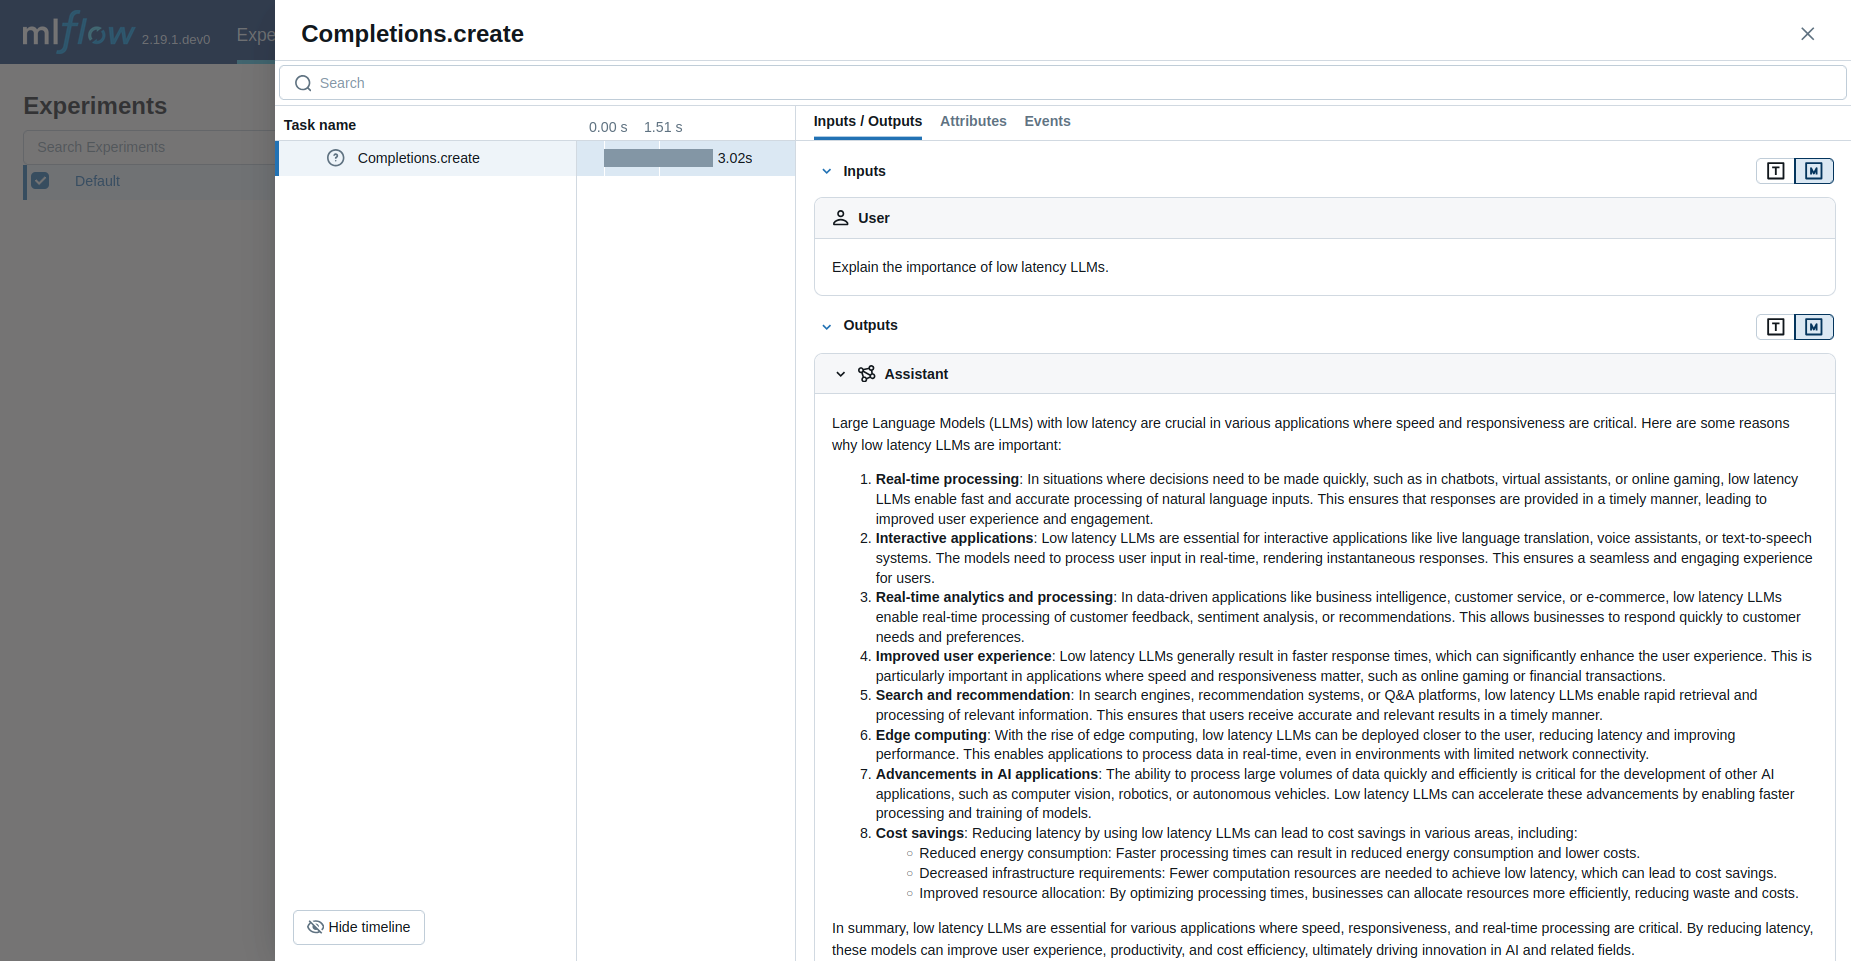 mlflow 2.19.1.dev0 Expe
Completions.create
Experiments
Search Experiments
Default
Search
Task name
0.00 s 1.51 s
Completions.create
3.02s
Hide timeline
Inputs / Outputs Attributes Events
Inputs
T M
User
Explain the importance of low latency LLMs.
Outputs
T M
Assistant
Large Language Models (LLMs) with low latency are crucial in various applications where speed and responsiveness are critical. Here are some reasons
why low latency LLMs are important:
1. Real-time processing: In situations where decisions need to be made quickly, such as in chatbots, virtual assistants, or online gaming, low latency
LLMs enable fast and accurate processing of natural language inputs. This ensures that responses are provided in a timely manner, leading to
improved user experience and engagement.
2. Interactive applications: Low latency LLMs are essential for interactive applications like live language translation, voice assistants, or text-to-speech
systems. The models need to process user input in real-time, rendering instantaneous responses. This ensures a seamless and engaging experience
for users.
3. Real-time analytics and processing: In data-driven applications like business intelligence, customer service, or e-commerce, low latency LLMs
enable real-time processing of customer feedback, sentiment analysis, or recommendations. This allows businesses to respond quickly to customer
needs and preferences.
4. Improved user experience: Low latency LLMs generally result in faster response times, which can significantly enhance the user experience. This is
particularly important in applications where speed and responsiveness matter, such as online gaming or financial transactions.
5. Search and recommendation: In search engines, recommendation systems, or Q&A platforms, low latency LLMs enable rapid retrieval and
processing of relevant information. This ensures that users receive accurate and relevant results in a timely manner.
6. Edge computing: With the rise of edge computing, low latency LLMs can be deployed closer to the user, reducing latency and improving
performance. This enables applications to process data in real-time, even in environments with limited network connectivity.
7. Advancements in AI applications: The ability to process large volumes of data quickly and efficiently is critical for the development of other AI
applications, such as computer vision, robotics, or autonomous vehicles. Low latency LLMs can accelerate these advancements by enabling faster
processing and training of models.
8. Cost savings: Reducing latency by using low latency LLMs can lead to cost savings in various areas, including:
○ Reduced energy consumption: Faster processing times can result in reduced energy consumption and lower costs.
○ Decreased infrastructure requirements: Fewer computation resources are needed to achieve low latency, which can lead to cost savings.
○ Improved resource allocation: By optimizing processing times, businesses can allocate resources more efficiently, reducing waste and costs.
In summary, low latency LLMs are essential for various applications where speed, responsiveness, and real-time processing are critical. By reducing latency,
these models can improve user experience, productivity, and cost efficiency, ultimately driving innovation in AI and related fields.